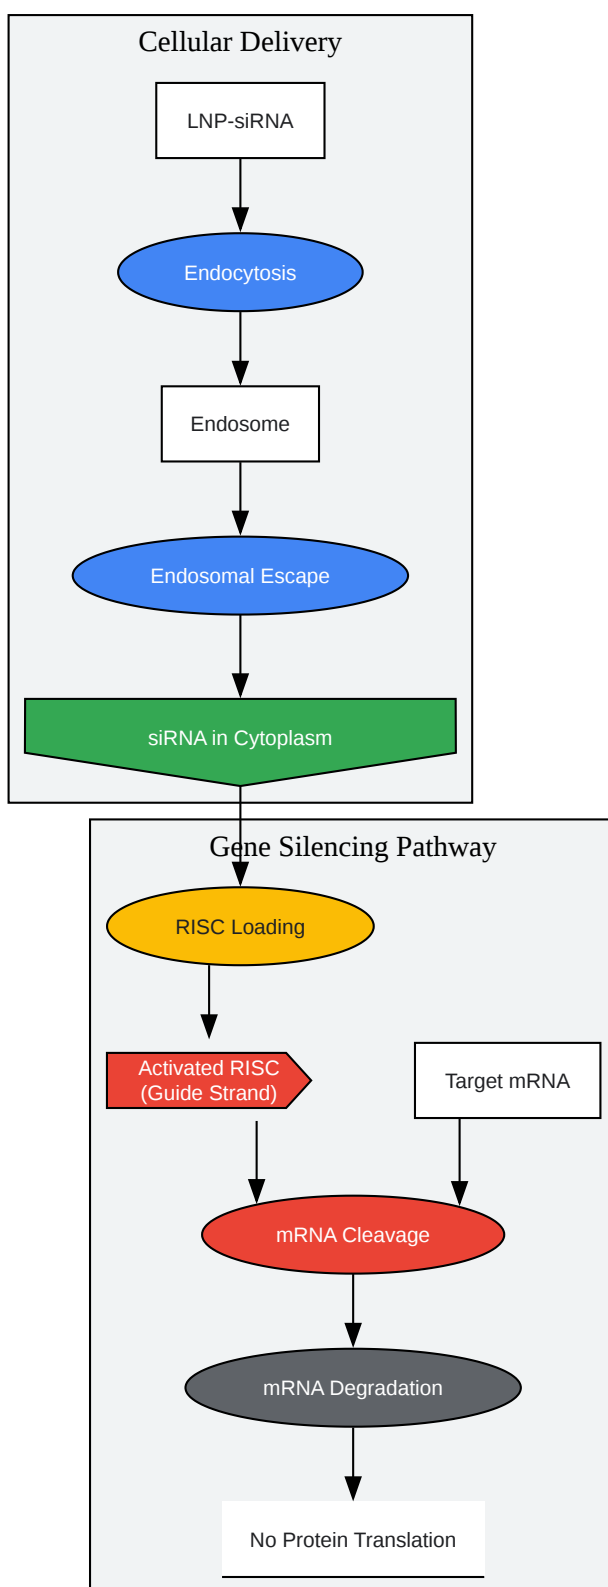 Cellular Delivery
LNP-siRNA
Endocytosis
Endosome
Endosomal Escape
siRNA in Cytoplasm
Gene Silencing Pathway
RISC Loading
Activated RISC
(Guide Strand)
Target mRNA
mRNA Cleavage
mRNA Degradation
No Protein Translation